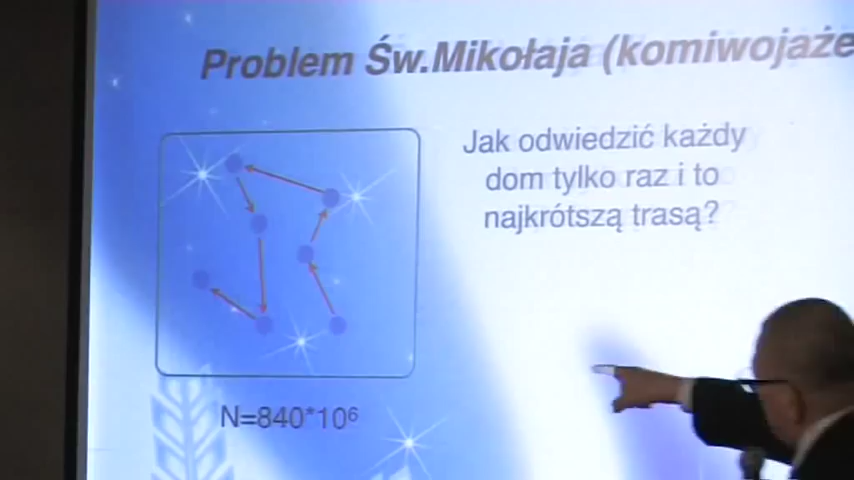 Problem Św.Mikołaja (komiwojaże
Jak odwiedzić każdy
dom tylko raz i to
najkrótszą trasą?
N=840*10⁶